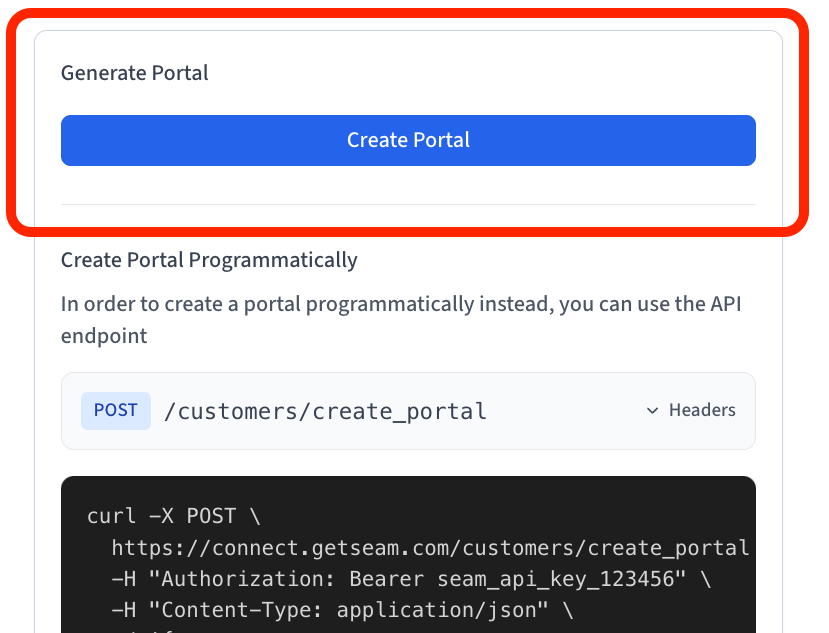 Generate Portal
Create Portal
Create Portal Programmatically
In order to create a portal programmatically instead, you can use the API
endpoint
POST /customers/create_portal Headers
curl -X POST \
https://connect.getseam.com/customers/create_portal
-H "Authorization: Bearer seam_api_key_123456" \
-H "Content-Type: application/json" \